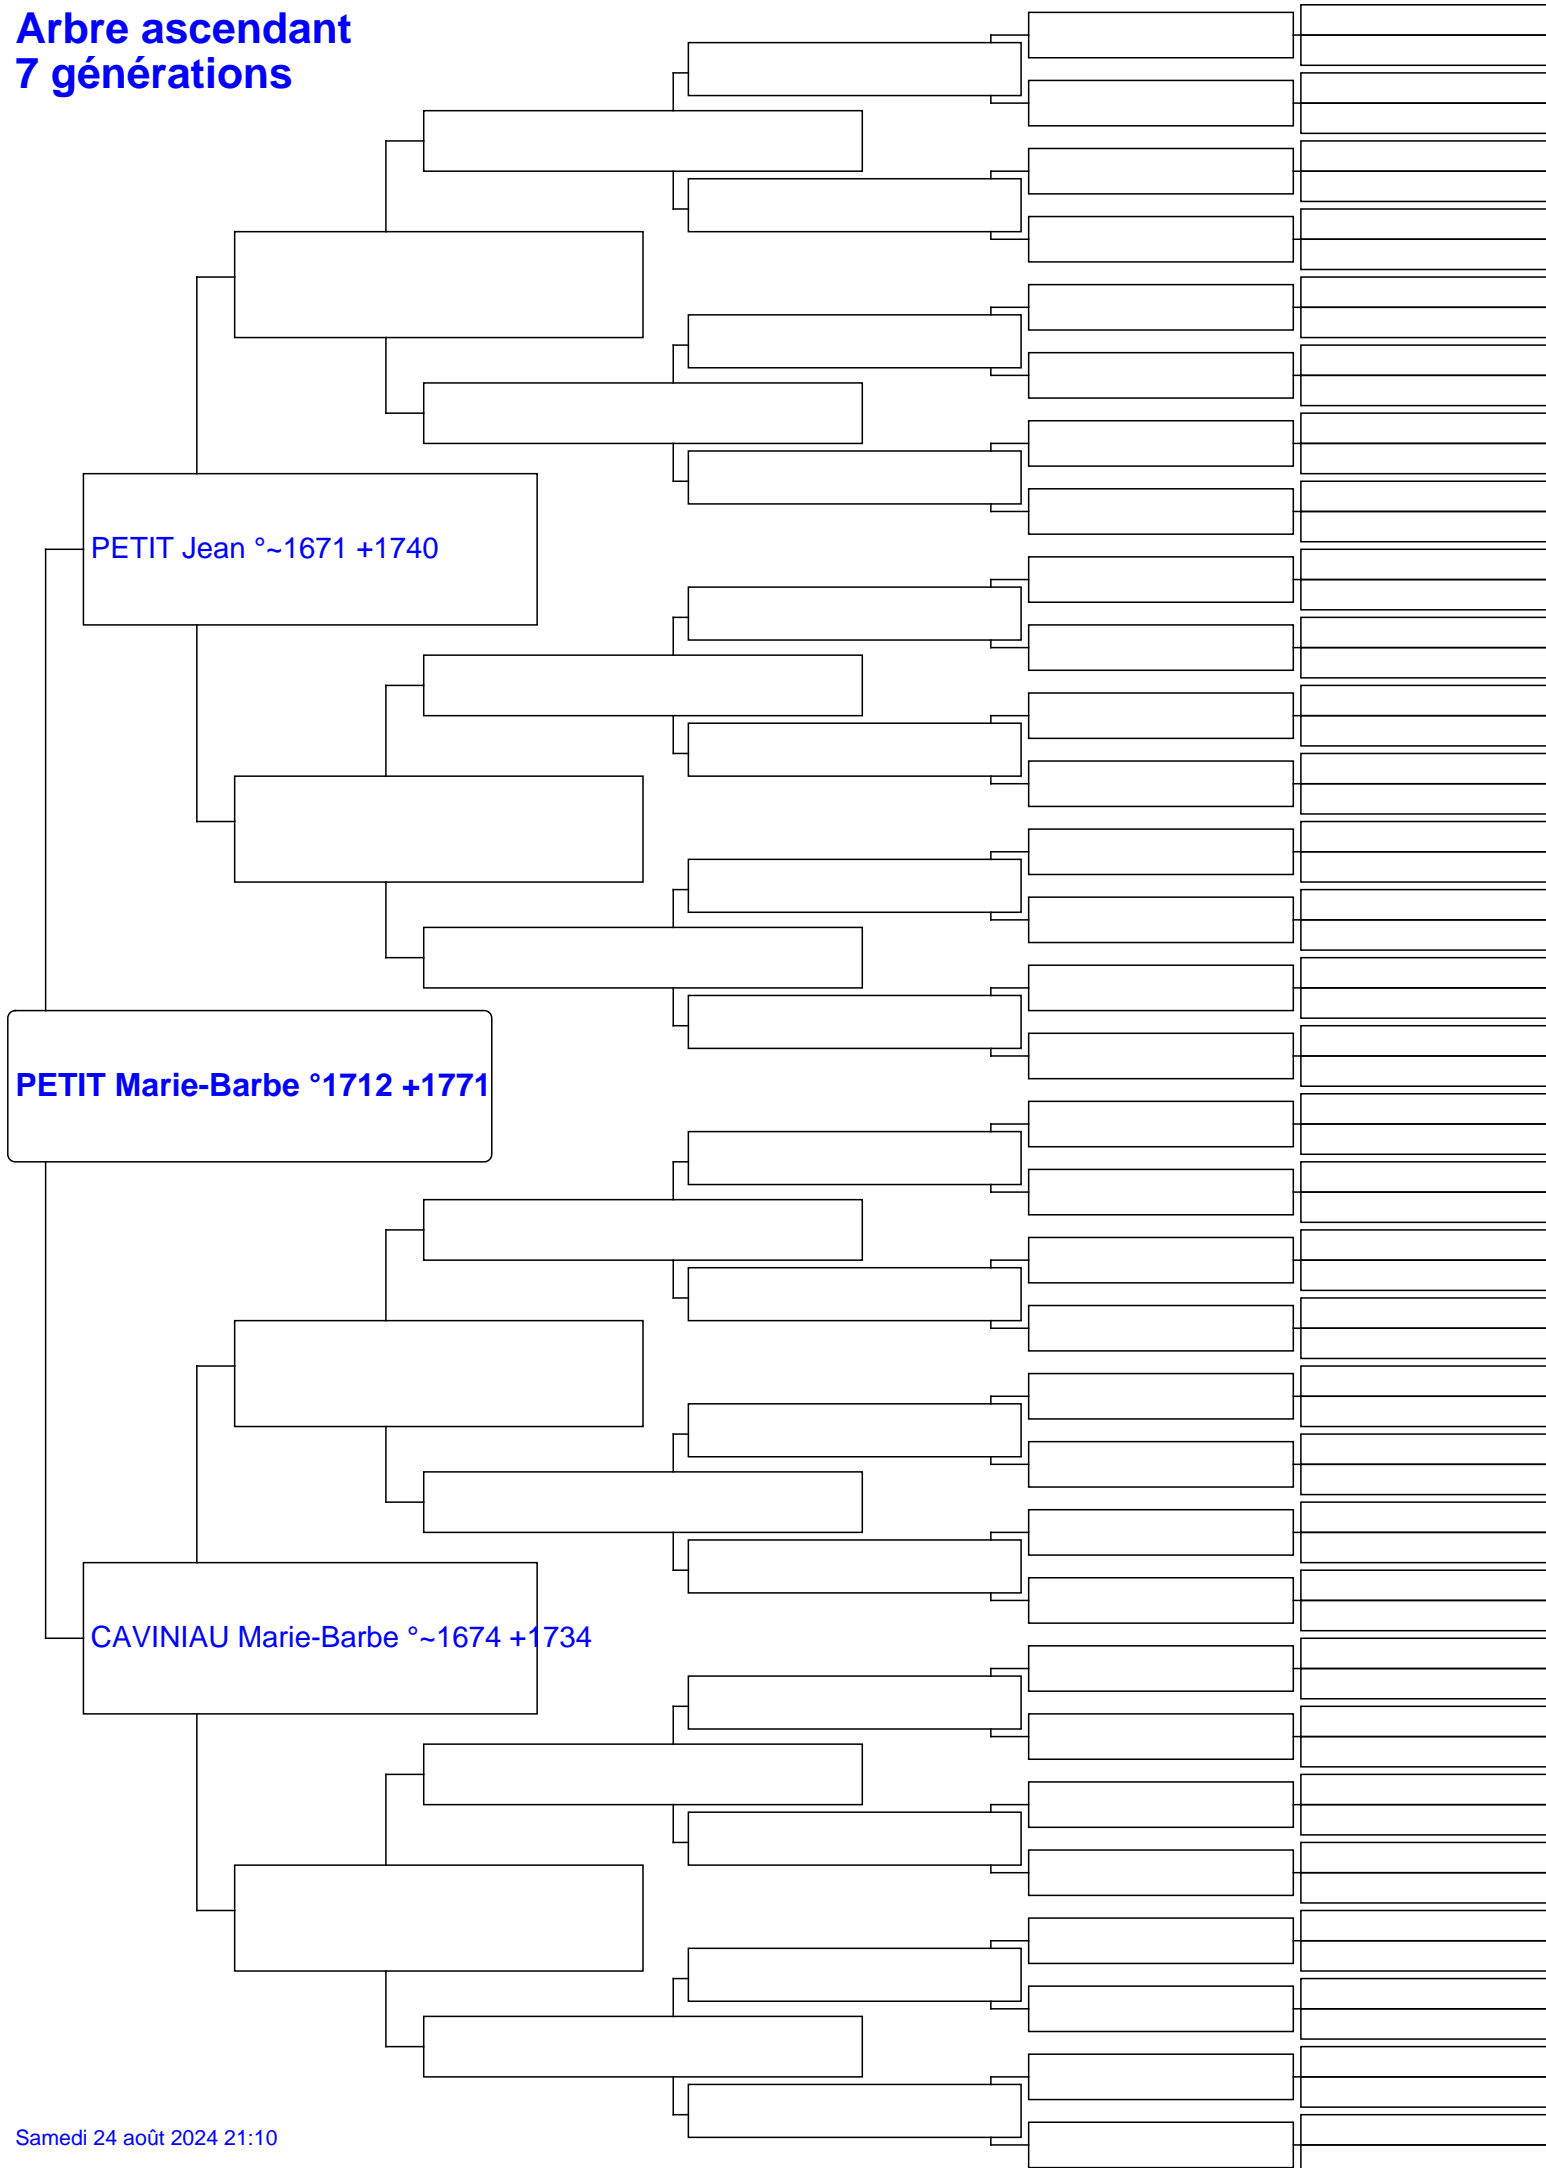 Arbre ascendant
7 générations
PETIT Jean °~1671 +1740
PETIT Marie-Barbe °1712 +1771
CAVINIAU Marie-Barbe °~1674 +1734
Samedi 24 août 2024 21:10